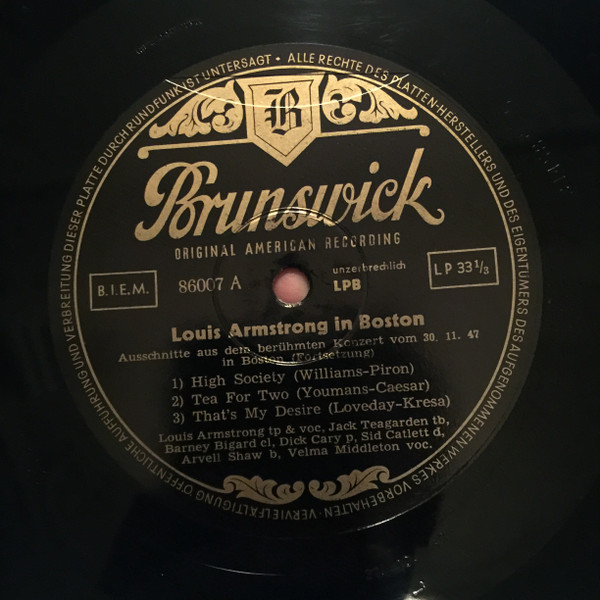 ALLE RECHTE DES PLATTEN-HERSTELLERS UND DES EIGENTÜMERS DES AUFGENOMMENEN WERKES VORBEHALTEN · VERVIELFÄLTIGUNG ÖFFENTLICHE AUFFÜHRUNG UND VERBREITUNG DIESER PLATTE DURCH RUNDFUNK IST UNTERSAGT •
B
Brunswick
ORIGINAL AMERICAN RECORDING
B.I.E.M.
86007 A
unzerbrechlich
LPB
LP 33 1/3
Louis Armstrong in Boston
Ausschnitte aus dem berühmten Konzert vom 30. 11. 47
in Boston (Fortsetzung)
1) High Society (Williams-Piron)
2) Tea For Two (Youmans-Caesar)
3) That's My Desire (Loveday-Kresa)
Louis Armstrong tp & voc, Jack Teagarden tb,
Barney Bigard cl, Dick Cary p, Sid Catlett d,
Arvell Shaw b, Velma Middleton voc.